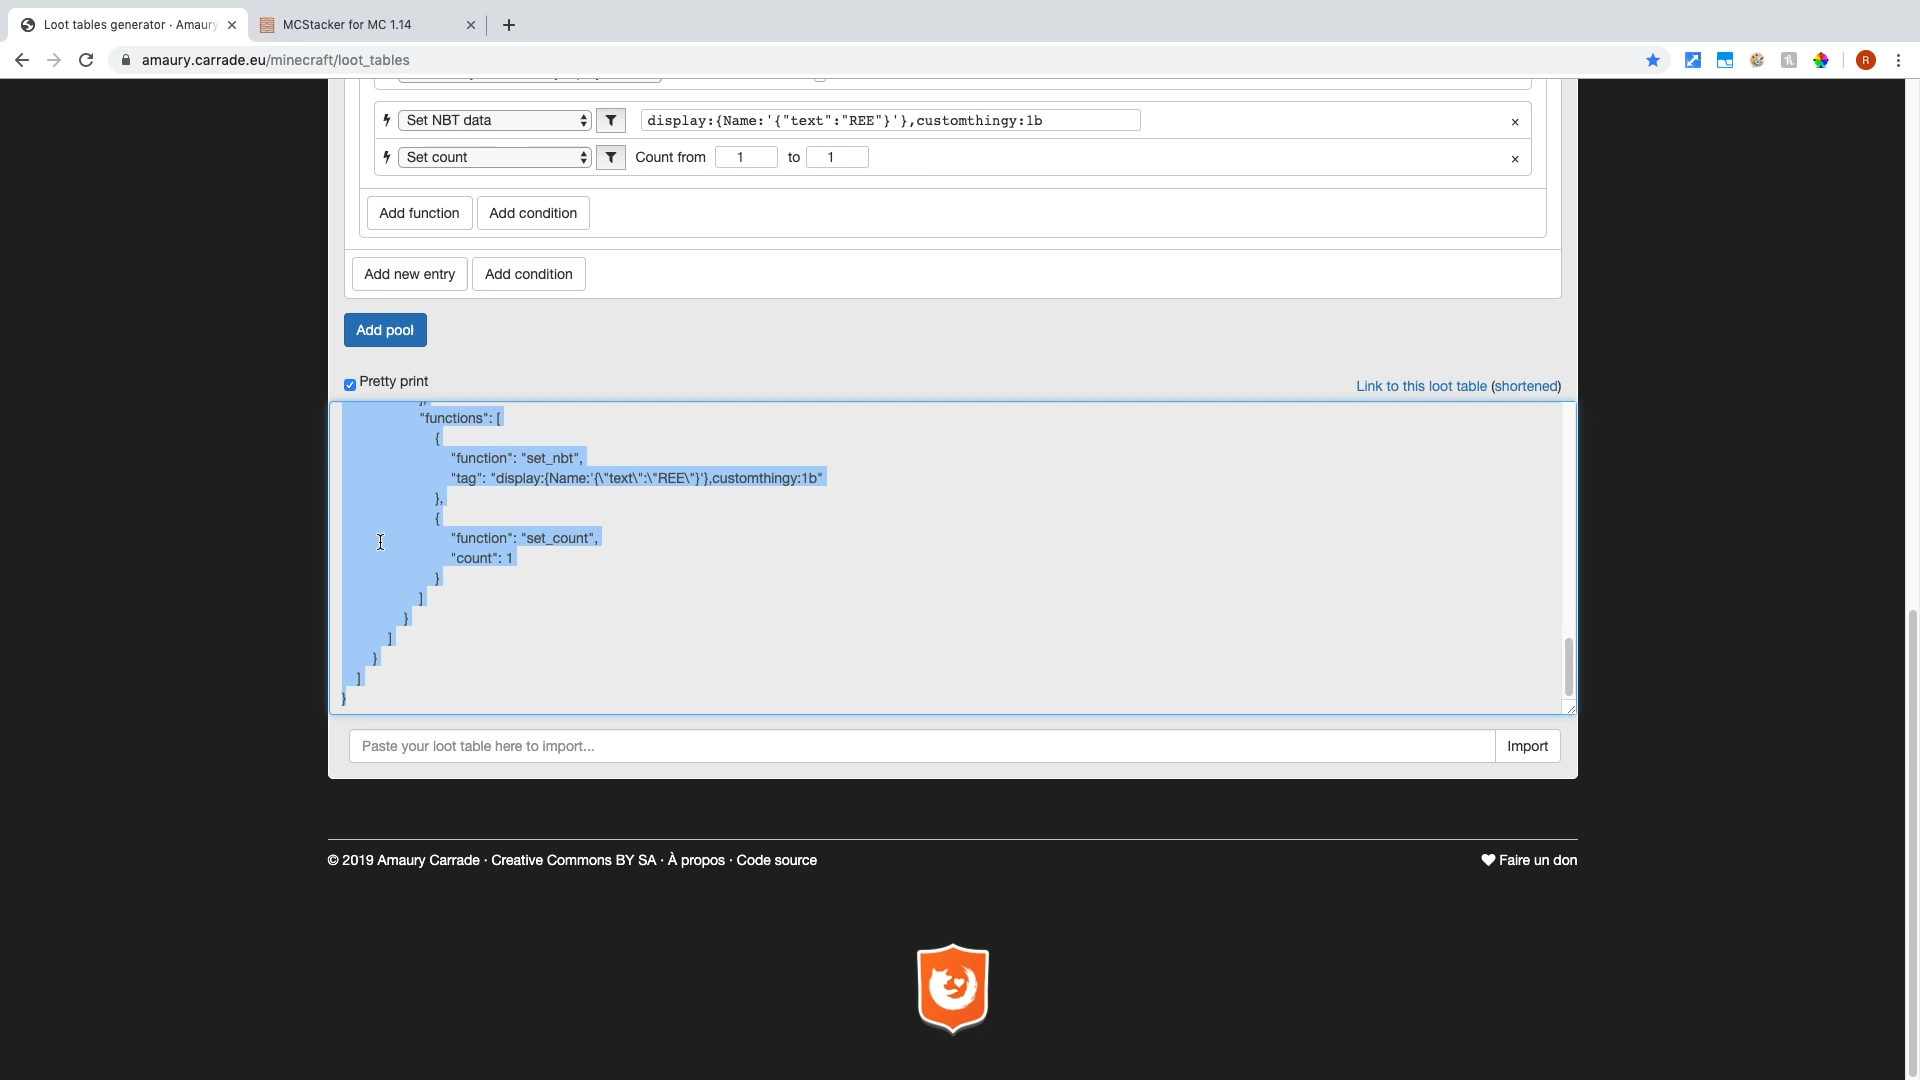 Loot tables generator · Amaury
MCStacker for MC 1.14
amaury.carrade.eu/minecraft/loot_tables
R
Set NBT data
display:{Name:'{"text":"REE"}'},customthingy:1b
Set count
Count from 1 to 1
Add function
Add condition
Add new entry
Add condition
Add pool
Pretty print
Link to this loot table (shortened)
],
"functions": [
{
"function": "set_nbt",
"tag": "display:{Name:'{\"text\":\"REE\"}'},customthingy:1b"
},
{
"function": "set_count",
"count": 1
}
]
}
]
}
]
}
Paste your loot table here to import...
Import
© 2019 Amaury Carrade · Creative Commons BY SA · À propos · Code source
Faire un don